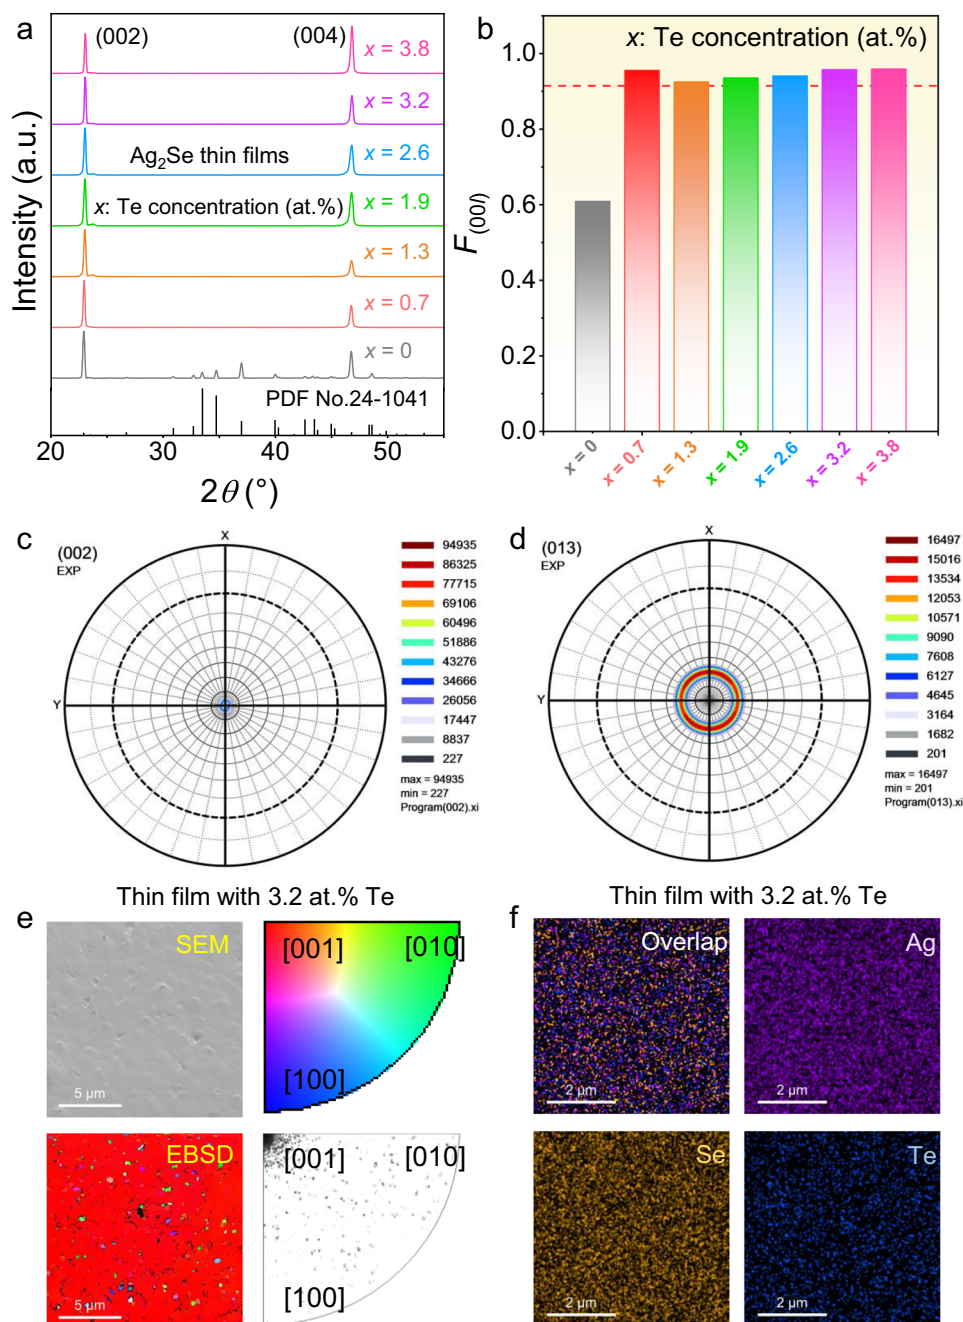 a
(002)
(004)
x = 3.8
x = 3.2
Ag₂Se thin films
x = 2.6
x: Te concentration (at.%)
x = 1.9
x = 1.3
x = 0.7
x = 0
PDF No.24-1041
20
30
40
50
2θ (°)
Intensity (a.u.)
b
x: Te concentration (at.%)
1.0
0.8
0.6
0.4
0.2
0.0
F(00l)
x = 0
x = 0.7
x = 1.3
x = 1.9
x = 2.6
x = 3.2
x = 3.8
c
(002)
EXP
X
Y
94935
86325
77715
69106
60496
51886
43276
34666
26056
17447
8837
227
max = 94935
min = 227
Program(002).xi
d
(013)
EXP
X
Y
16497
15016
13534
12053
10571
9090
7608
6127
4645
3164
1682
201
max = 16497
min = 201
Program(013).xi
Thin film with 3.2 at.% Te
e
SEM
5 μm
[001]
[010]
[100]
EBSD
5 μm
[001]
[010]
[100]
Thin film with 3.2 at.% Te
f
Overlap
2 μm
Ag
2 μm
Se
2 μm
Te
2 μm